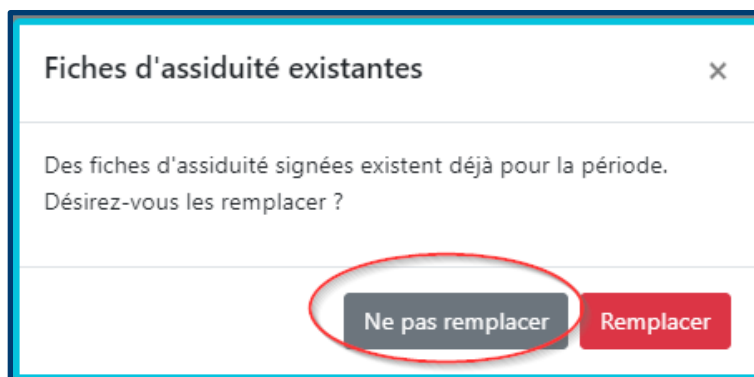 Fiches d'assiduité existantes ×
Des fiches d'assiduité signées existent déjà pour la période.
Désirez-vous les remplacer ?
Ne pas remplacer Remplacer